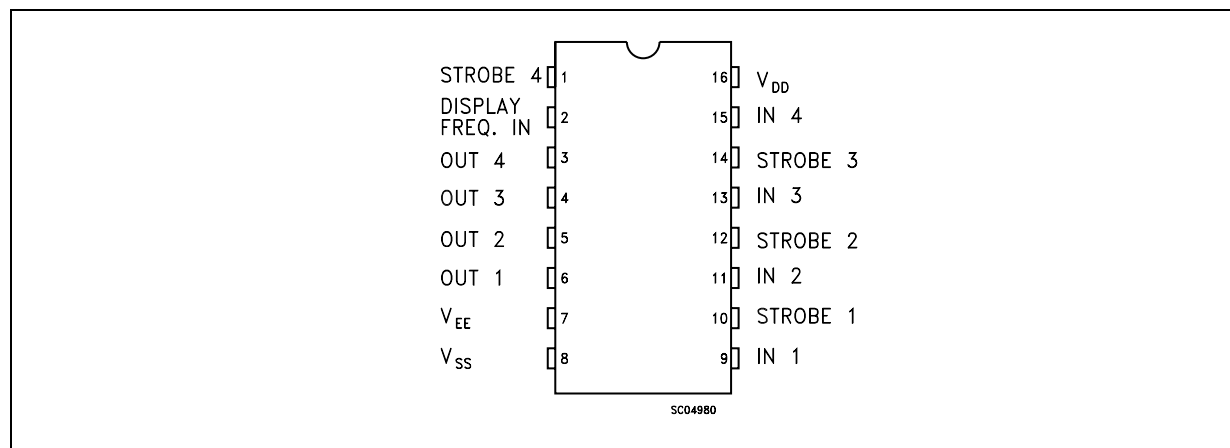 STROBE 4 1 16 VDD
DISPLAY
FREQ. IN 2 15 IN 4
OUT 4 3 14 STROBE 3
OUT 3 4 13 IN 3
OUT 2 5 12 STROBE 2
OUT 1 6 11 IN 2
VEE 7 10 STROBE 1
VSS 8 9 IN 1
SC04980